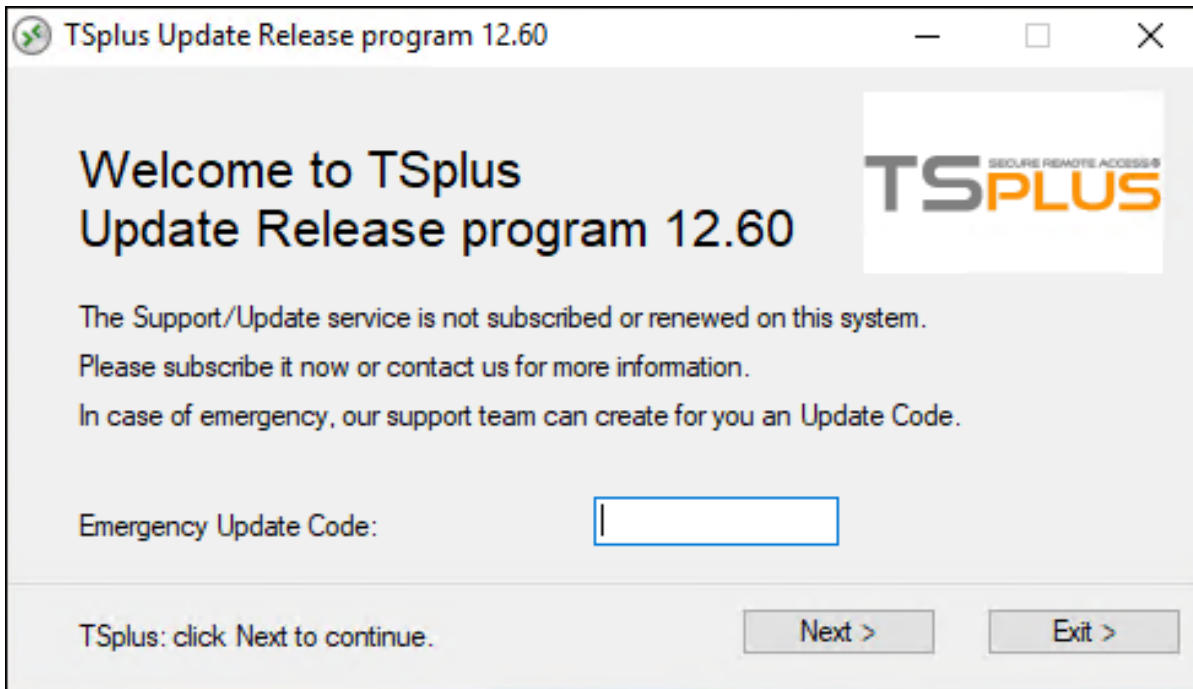 TSplus Update Release program 12.60
Welcome to TSplus
Update Release program 12.60
SECURE REMOTE ACCESS
TSPLUS
The Support/Update service is not subscribed or renewed on this system.
Please subscribe it now or contact us for more information.
In case of emergency, our support team can create for you an Update Code.
Emergency Update Code:
TSplus: click Next to continue.
Next >
Exit >